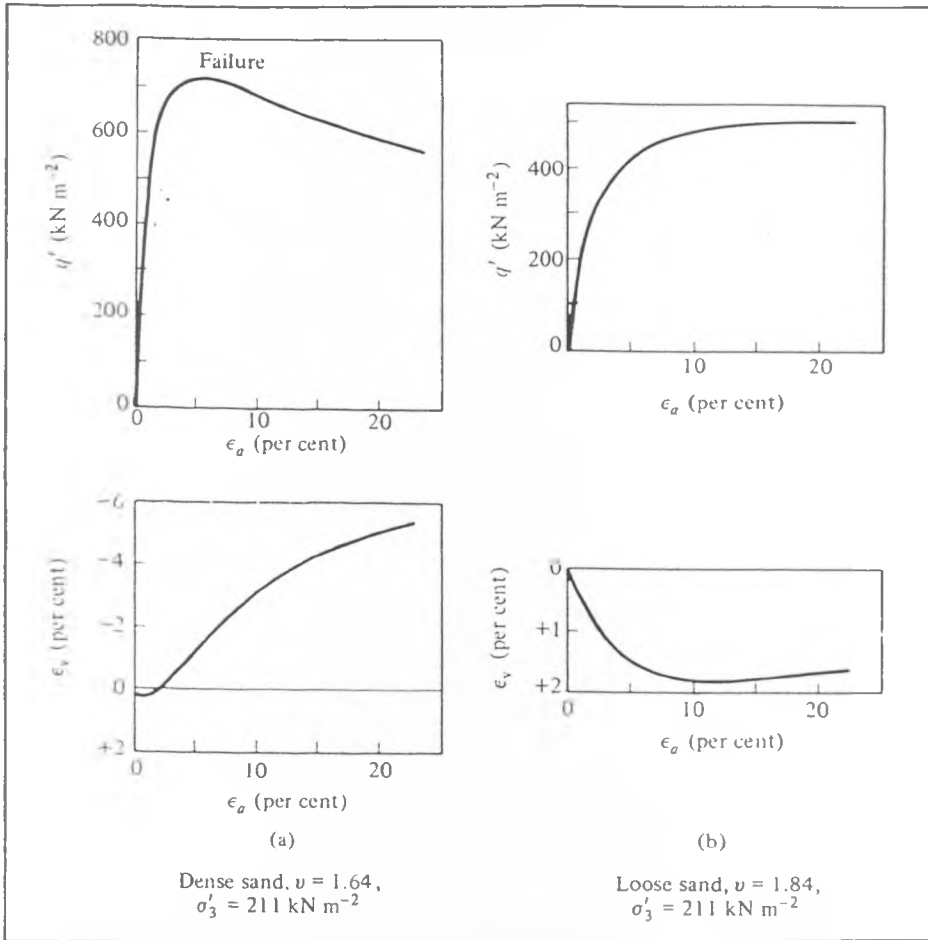 800
Failure
600
400
200
0
q′ (kN m⁻²)
0 10 20
ϵₐ (per cent)
400
200
0
q′ (kN m⁻²)
0 10 20
ϵₐ (per cent)
−6
−4
−2
0
+2
ϵᵥ (per cent)
0 10 20
ϵₐ (per cent)
(a)
Dense sand, υ = 1.64,
σ′₃ = 211 kN m⁻²
0
+1
+2
ϵᵥ (per cent)
0 10 20
ϵₐ (per cent)
(b)
Loose sand, υ = 1.84,
σ′₃ = 211 kN m⁻²